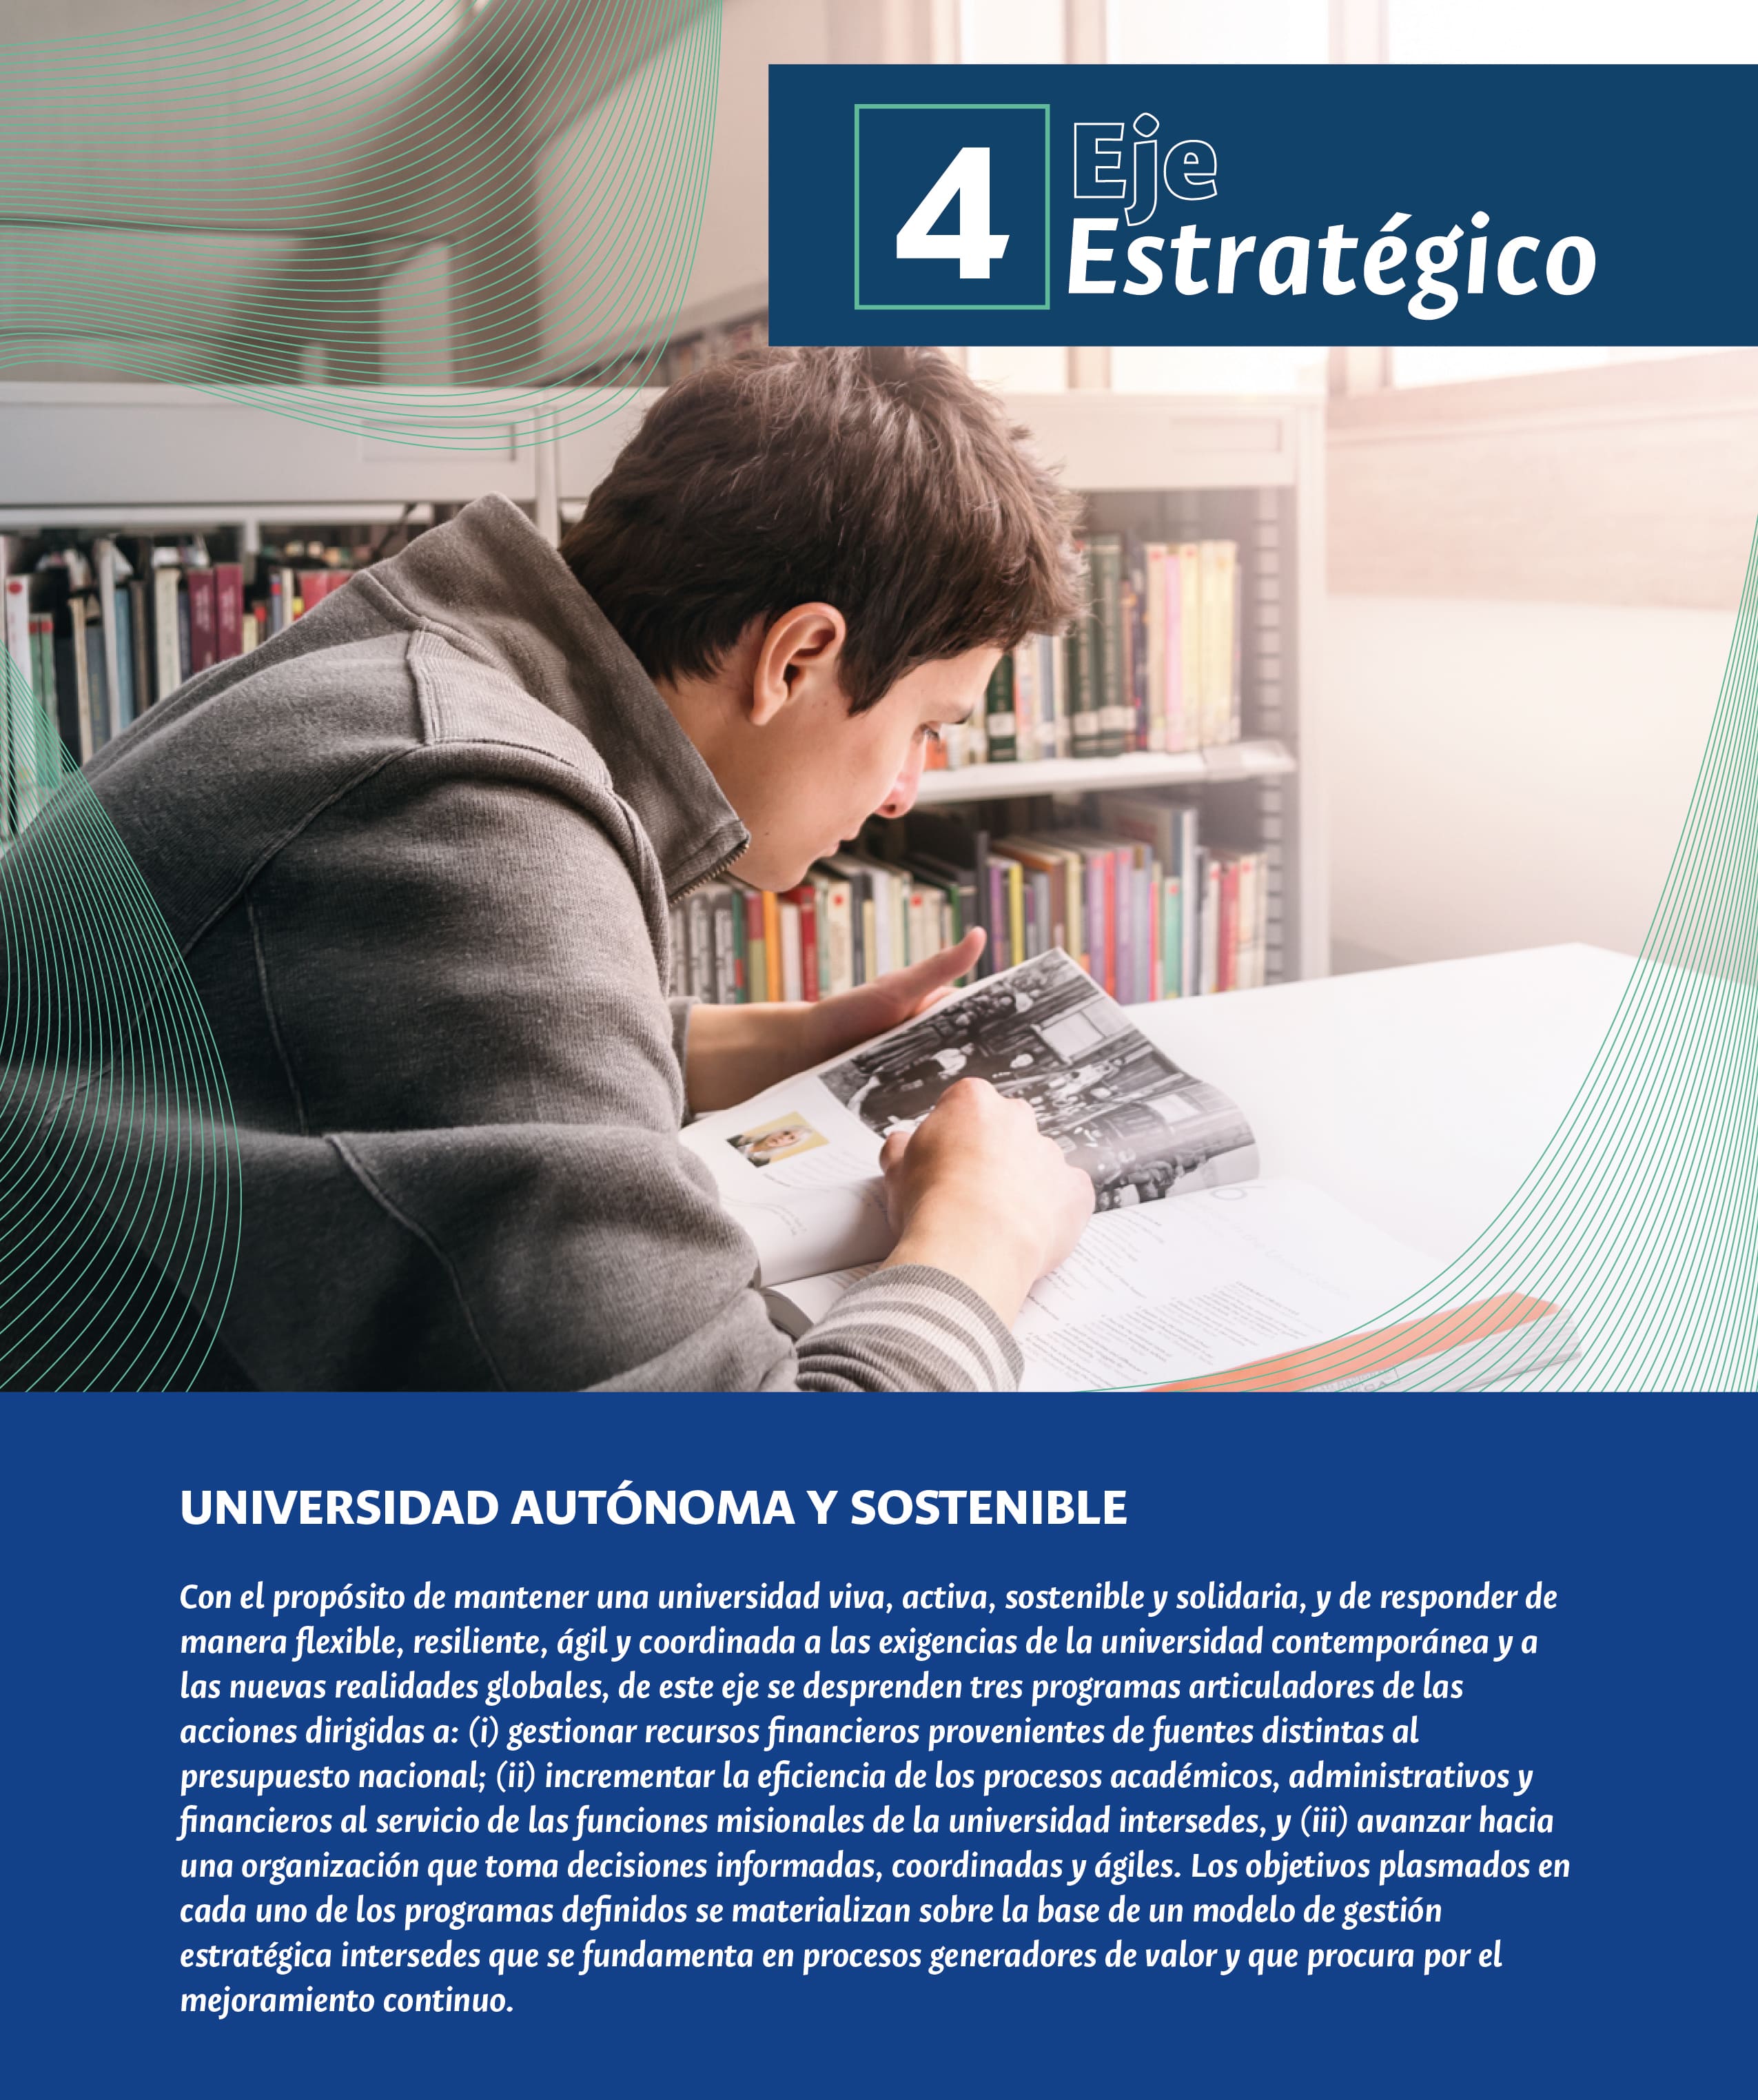 4
Eje
Estratégico
UNIVERSIDAD AUTÓNOMA Y SOSTENIBLE
Con el propósito de mantener una universidad viva, activa, sostenible y solidaria, y de responder de
manera flexible, resiliente, ágil y coordinada a las exigencias de la universidad contemporánea y a
las nuevas realidades globales, de este eje se desprenden tres programas articuladores de las
acciones dirigidas a: (i) gestionar recursos financieros provenientes de fuentes distintas al
presupuesto nacional; (ii) incrementar la eficiencia de los procesos académicos, administrativos y
financieros al servicio de las funciones misionales de la universidad intersedes, y (iii) avanzar hacia
una organización que toma decisiones informadas, coordinadas y ágiles. Los objetivos plasmados en
cada uno de los programas definidos se materializan sobre la base de un modelo de gestión
estratégica intersedes que se fundamenta en procesos generadores de valor y que procura por el
mejoramiento continuo.